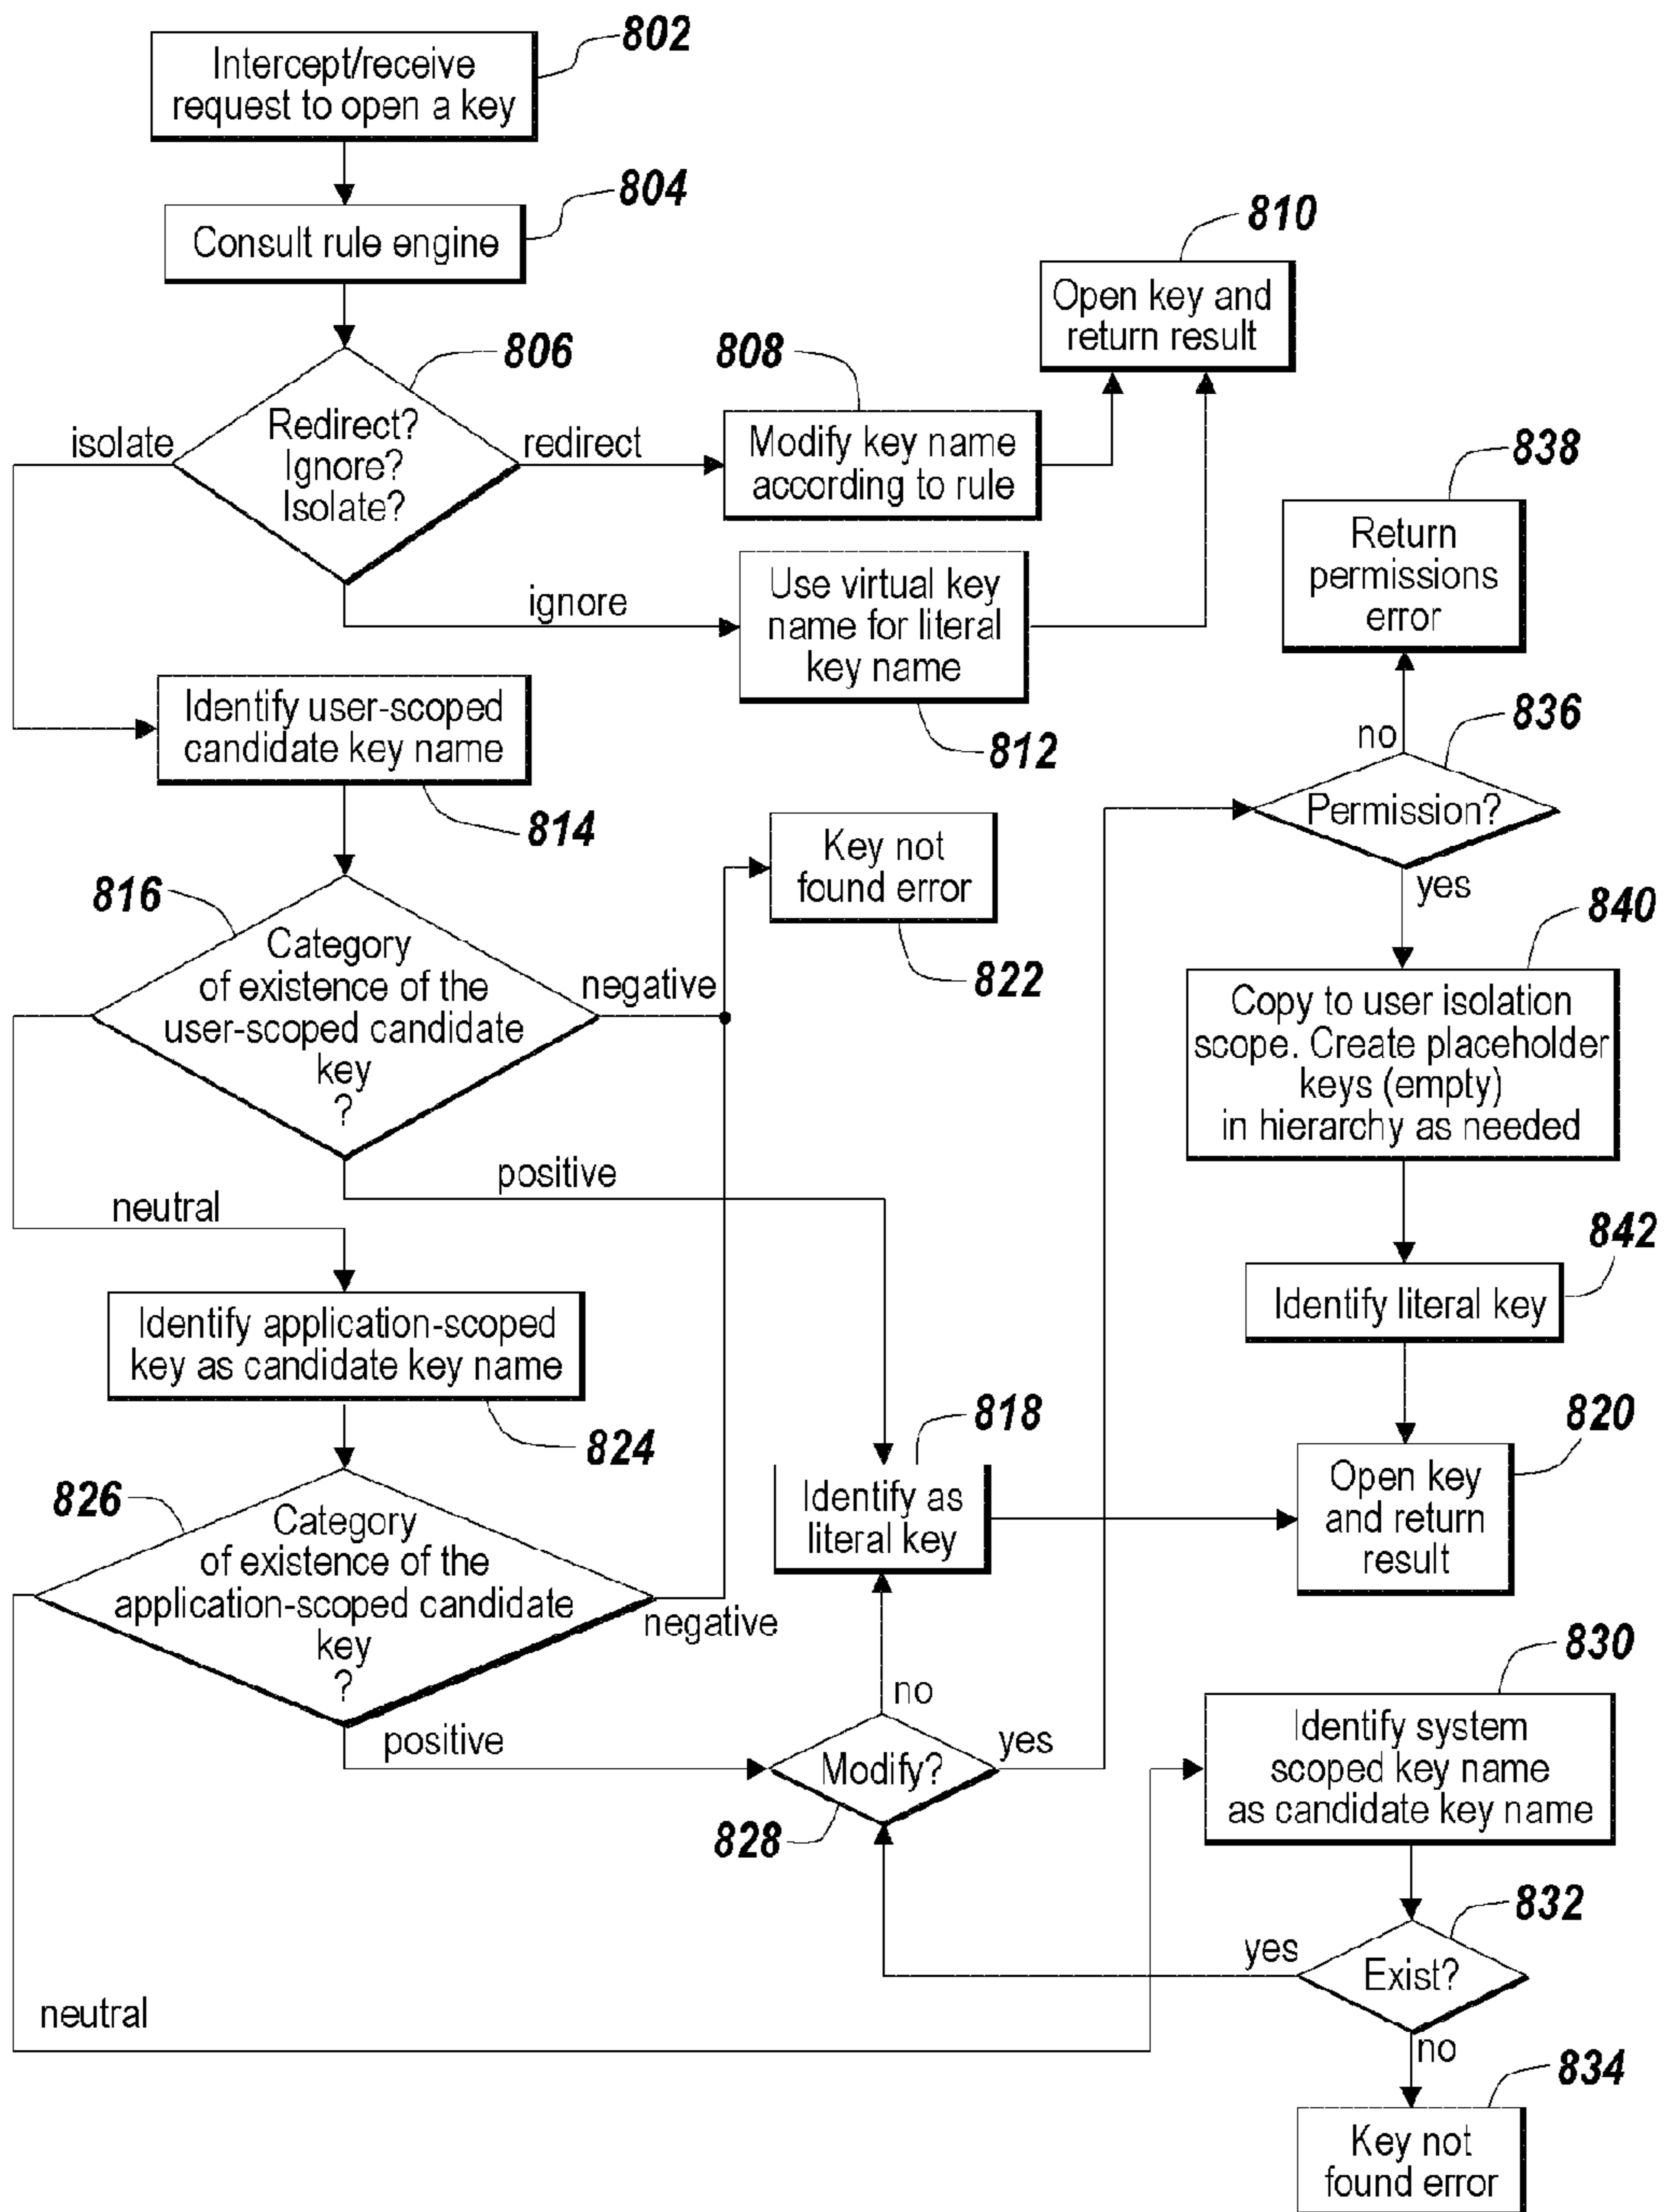 802
Intercept/receive
request to open a key
804
Consult rule engine
810
Open key and
return result
806
Redirect?
Ignore?
Isolate?
isolate
redirect
ignore
808
Modify key name
according to rule
Use virtual key
name for literal
key name
812
838
Return
permissions
error
Identify user-scoped
candidate key name
814
836
no
Permission?
yes
Key not
found error
822
816
Category
of existence of the
user-scoped candidate
key
?
negative
positive
neutral
840
Copy to user isolation
scope. Create placeholder
keys (empty)
in hierarchy as needed
842
Identify literal key
Identify application-scoped
key as candidate key name
824
818
Identify as
literal key
820
Open key
and return
result
826
Category
of existence of the
application-scoped candidate
key
?
negative
positive
neutral
no
Modify?
yes
828
830
Identify system
scoped key name
as candidate key name
832
yes
Exist?
no
834
Key not
found error